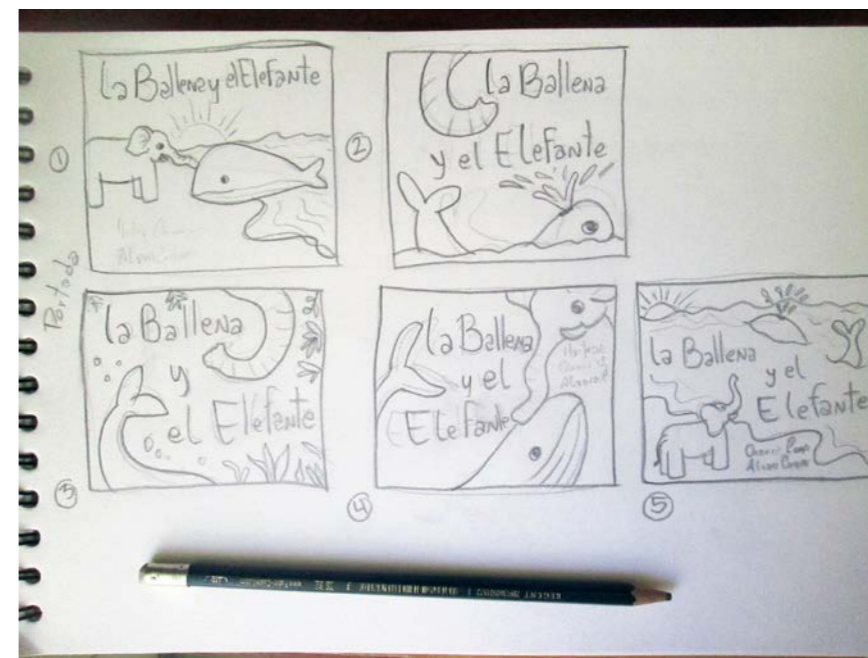 Portada
①
La Ballena y el Elefante
②
La Ballena
y el Elefante
③
La Ballena
y
el Elefante
④
La Ballena
y el
Elefante
⑤
La Ballena
y el
Elefante